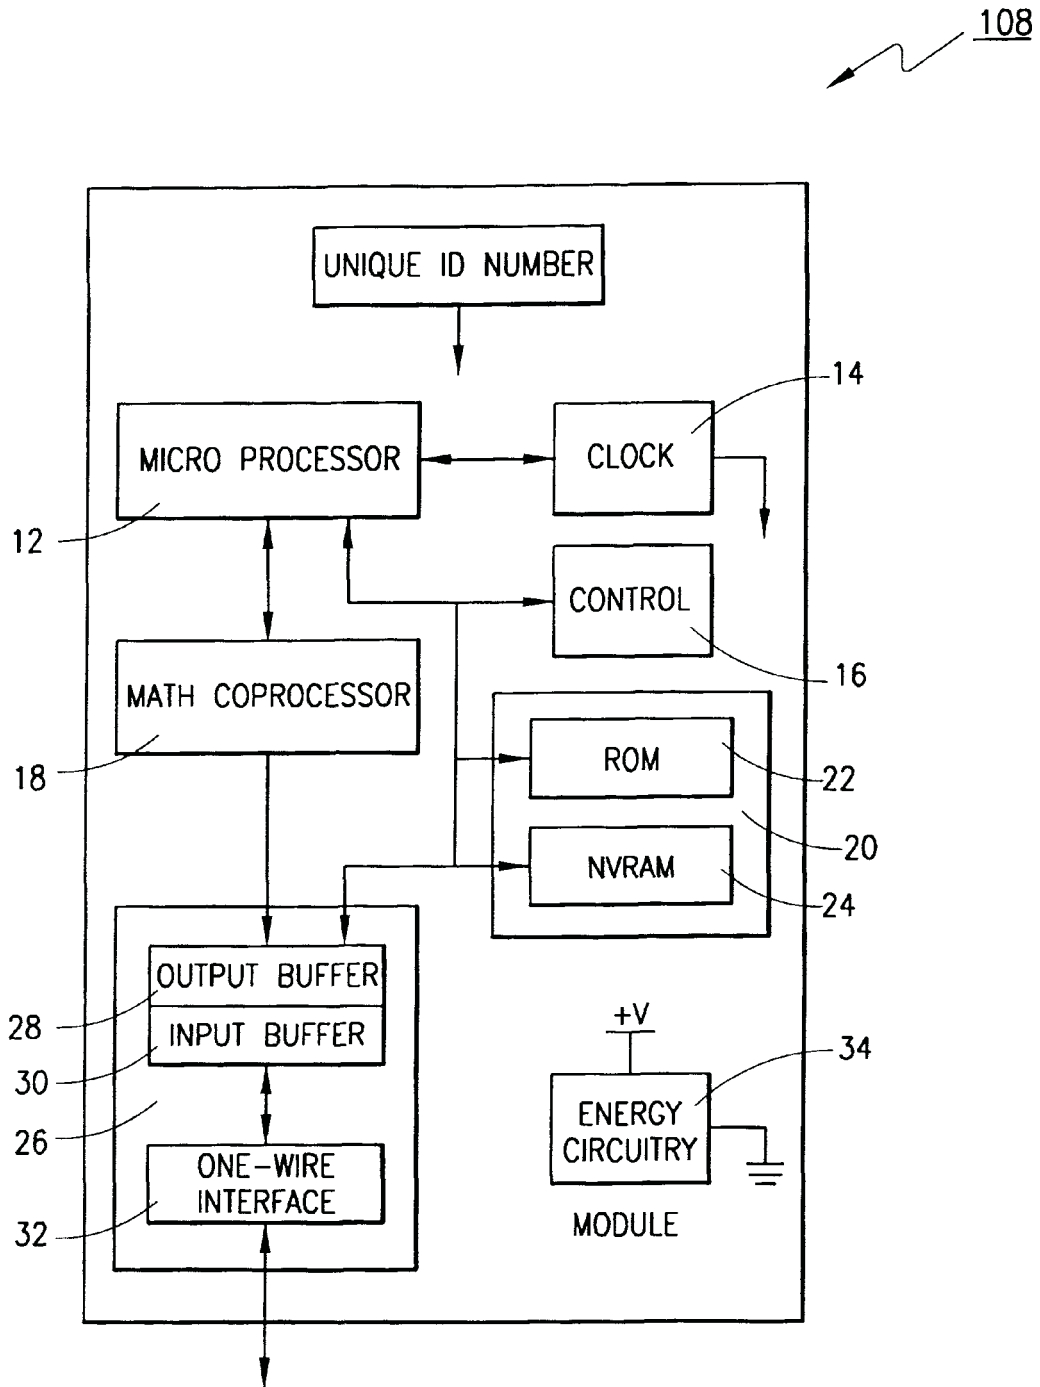 108
UNIQUE ID NUMBER
14
MICRO PROCESSOR
CLOCK
12
CONTROL
16
MATH COPROCESSOR
18
ROM
22
20
NVRAM
24
OUTPUT BUFFER
28
INPUT BUFFER
30
+V
34
26
ENERGY
CIRCUITRY
ONE-WIRE
INTERFACE
32
MODULE